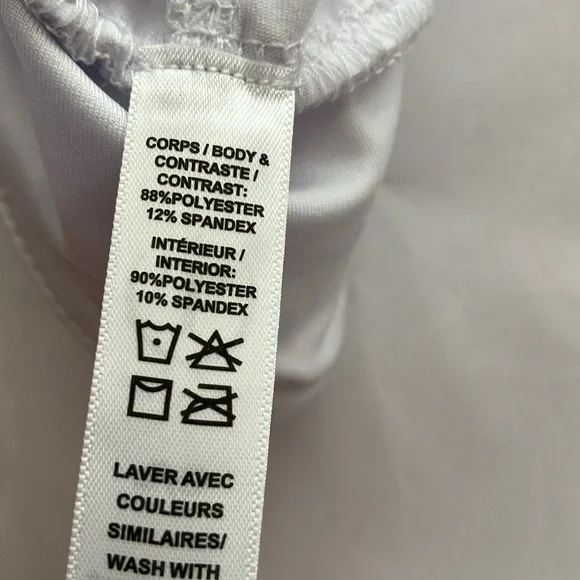 CORPS / BODY &
CONTRASTE /
CONTRAST:
88%POLYESTER
12% SPANDEX
INTÉRIEUR /
INTERIOR:
90%POLYESTER
10% SPANDEX
LAVER AVEC
COULEURS
SIMILAIRES/
WASH WITH